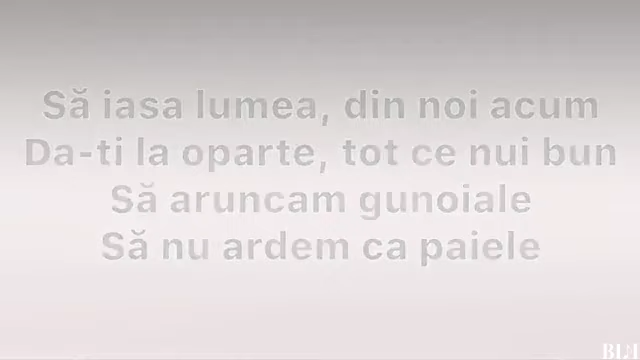 Să iasa lumea, din noi acum
Da-ti la oparte, tot ce nui bun
Să aruncam gunoiale
Să nu ardem ca paiele